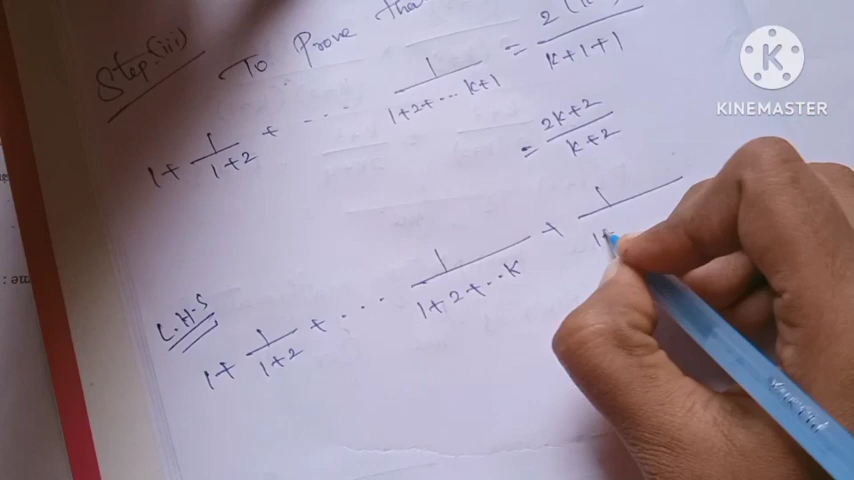 Step:(iii)
To Prove that
1 + 1/(1+2) + ... 1/(1+2+... k+1) = 2(k /(k+1+1)
= (2k+2)/(k+2)
L.H.S
1 + 1/(1+2) + ... 1/(1+2+..k) + 1/(1+
K
KINEMASTER